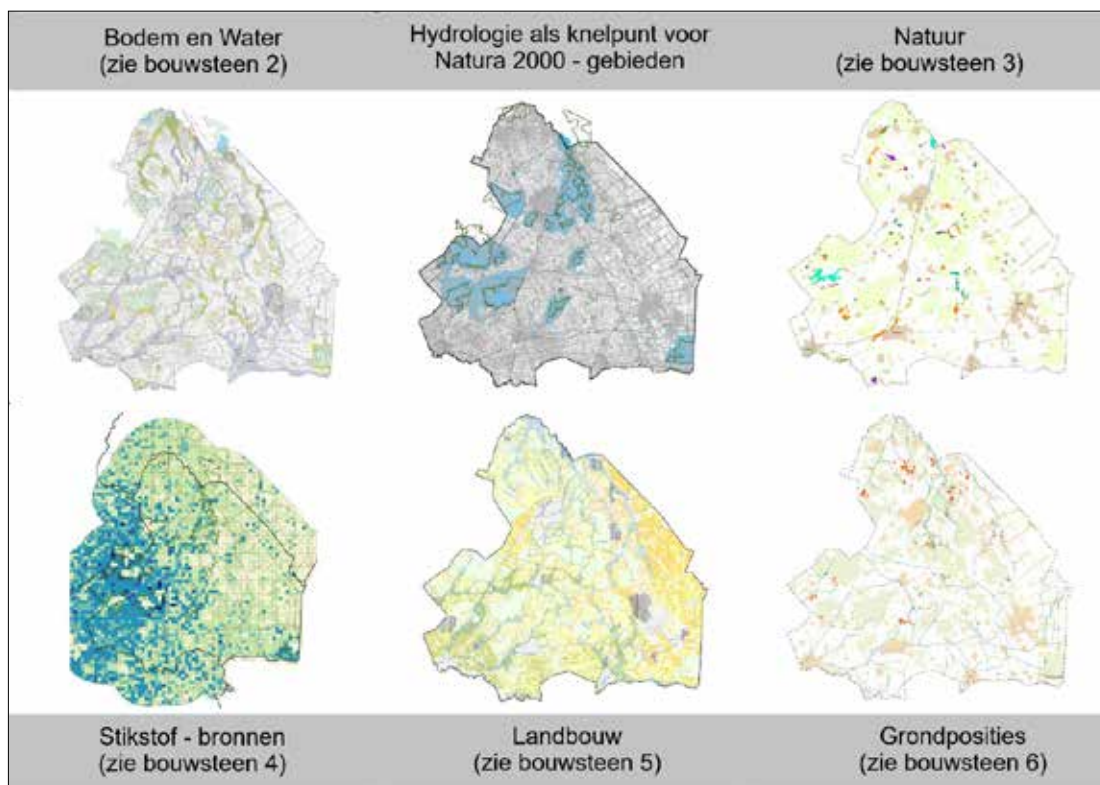 Bodem en Water
(zie bouwsteen 2)
Hydrologie als knelpunt voor
Natura 2000 - gebieden
Natuur
(zie bouwsteen 3)
Stikstof - bronnen
(zie bouwsteen 4)
Landbouw
(zie bouwsteen 5)
Grondposities
(zie bouwsteen 6)